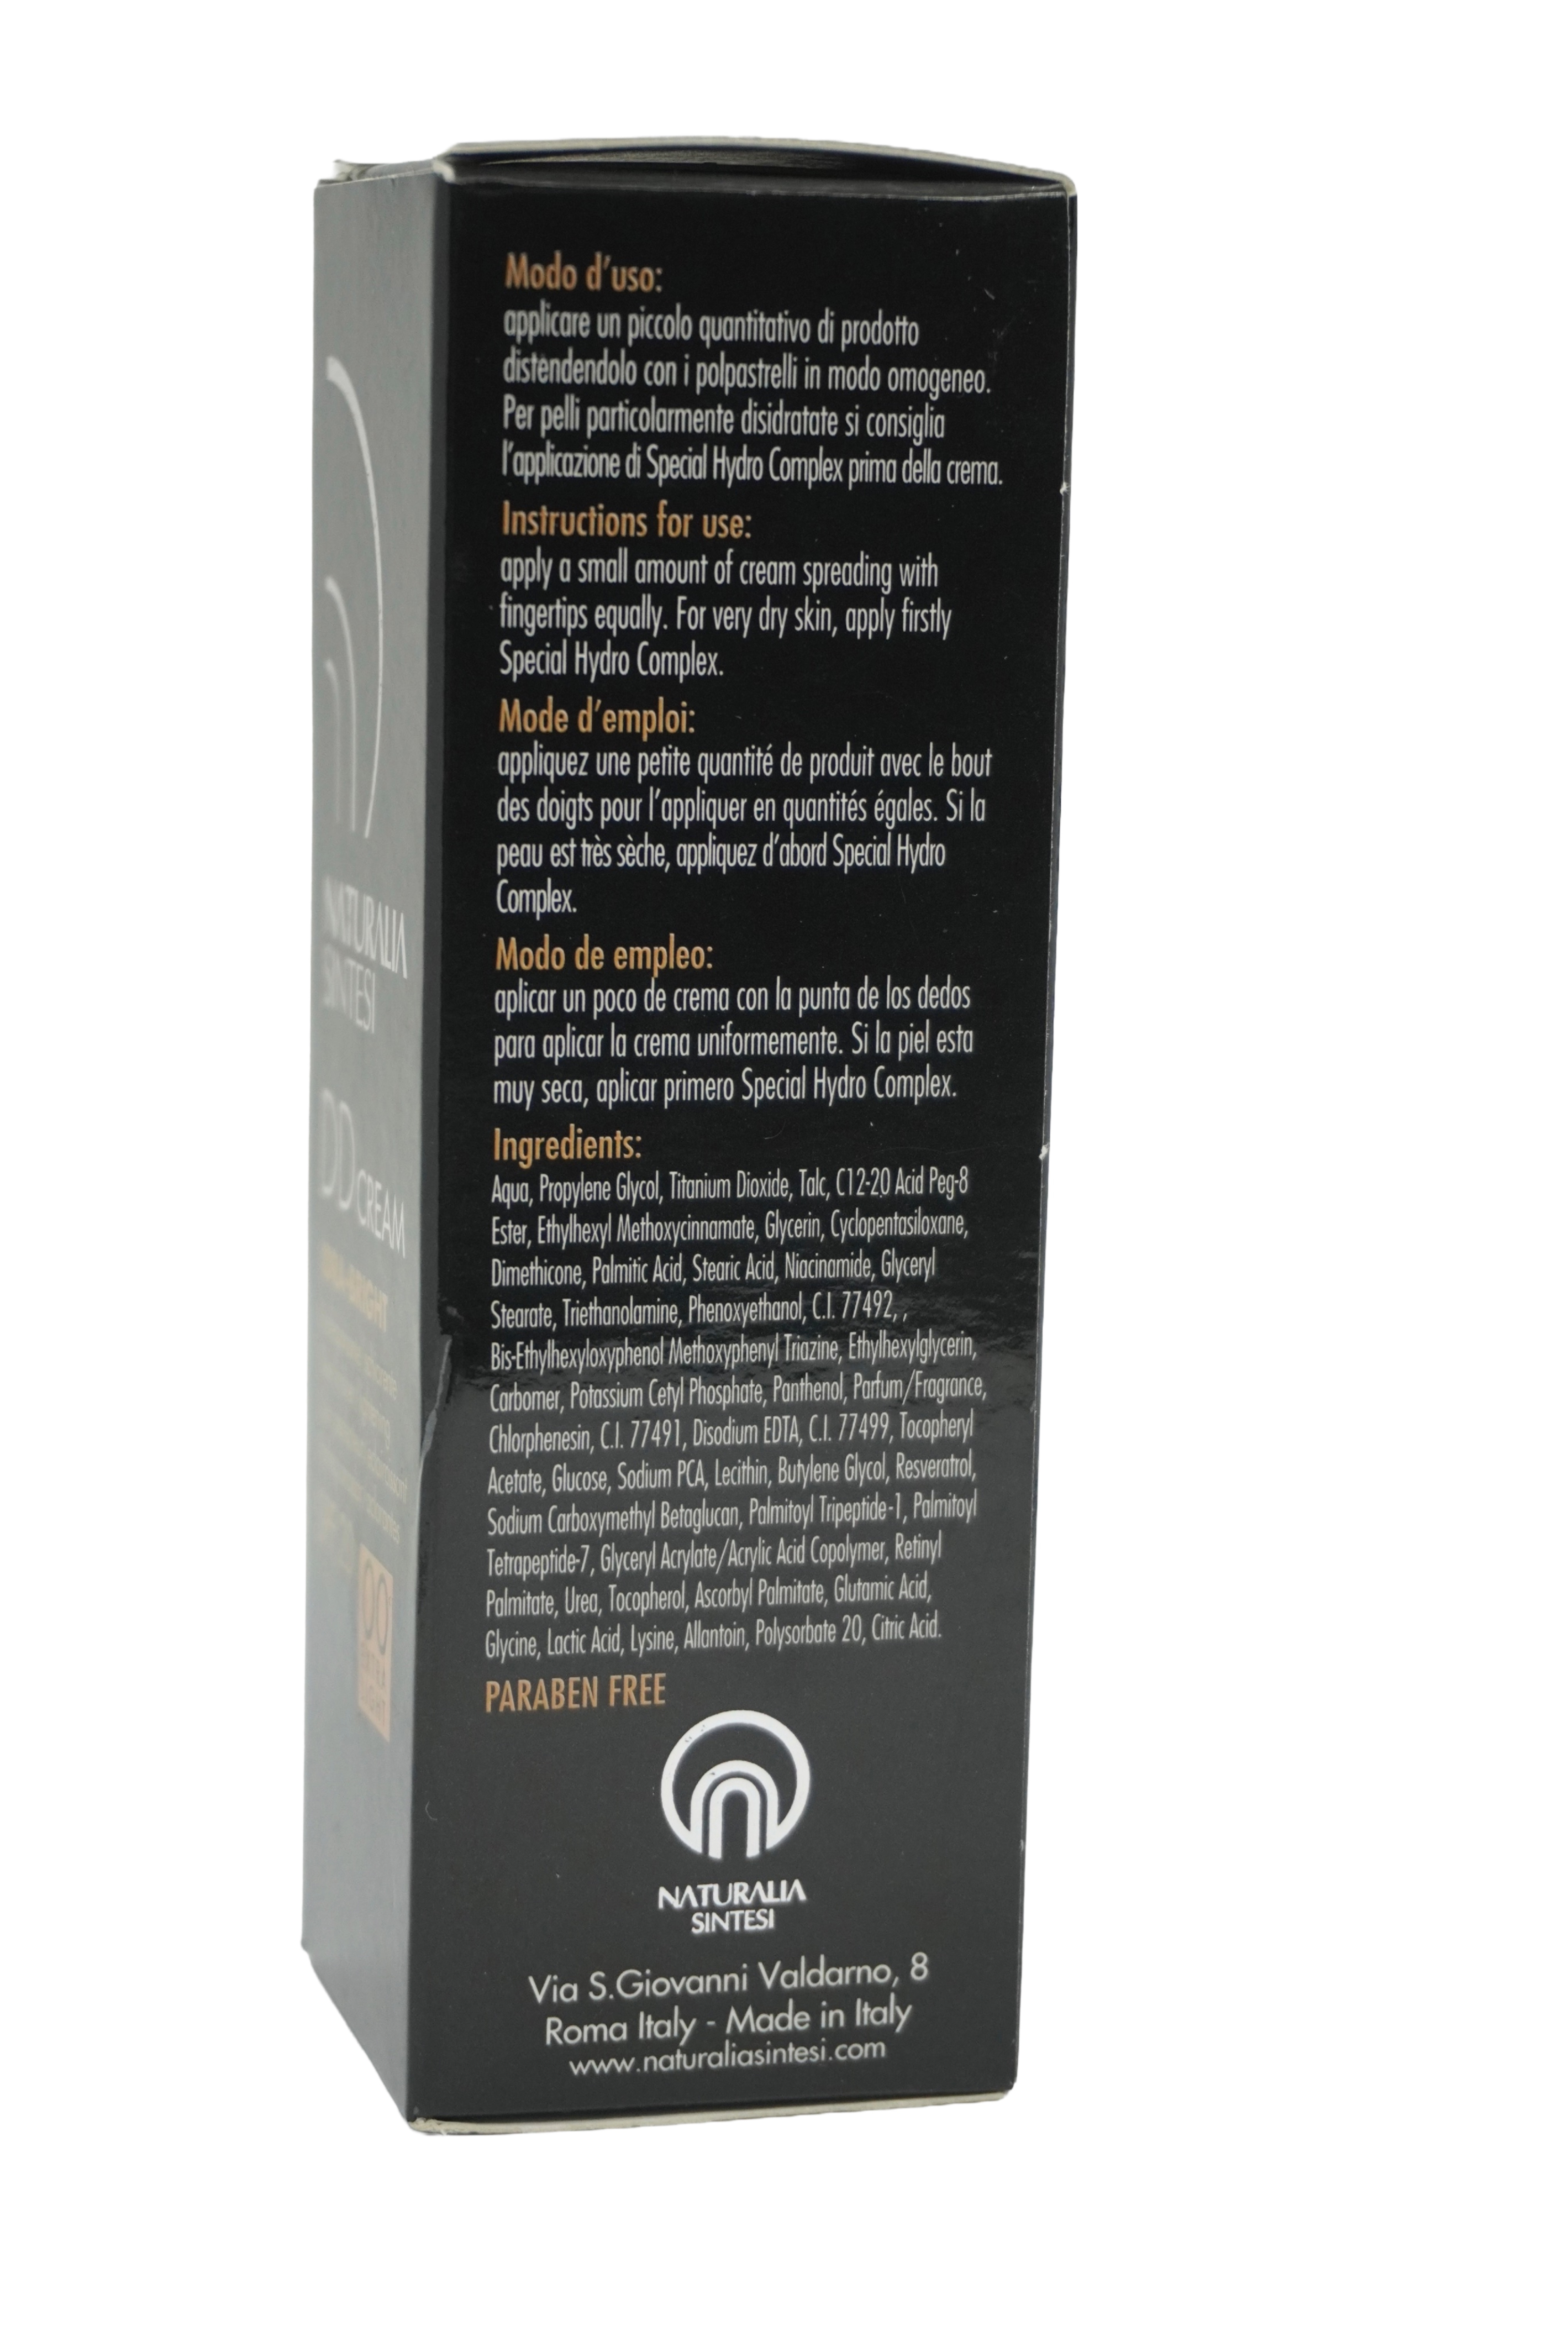 Modo d'uso:
applicare un piccolo quantitativo di prodotto
distendendolo con i polpastrelli in modo omogeneo.
Per pelli particolarmente disidratate si consiglia
l'applicazione di Special Hydro Complex prima della crema.
Instructions for use:
apply a small amount of cream spreading with
fingertips equally. For very dry skin, apply firstly
Special Hydro Complex.
Mode d'emploi:
appliquez une petite quantité de produit avec le bout
des doigts pour l'appliquer en quantités égales. Si la
peau est très sèche, appliquez d'abord Special Hydro
Complex.
Modo de empleo:
aplicar un poco de crema con la punta de los dedos
para aplicar la crema uniformemente. Si la piel esta
muy seca, aplicar primero Special Hydro Complex.
Ingredients:
Aqua, Propylene Glycol, Titanium Dioxide, Talc, C12-20 Acid Peg-8
Ester, Ethylhexyl Methoxycinnamate, Glycerin, Cyclopentasiloxane,
Dimethicone, Palmitic Acid, Stearic Acid, Niacinamide, Glyceryl
Stearate, Triethanolamine, Phenoxyethanol, C.I. 77492, ,
Bis-Ethylhexyloxyphenol Methoxyphenyl Triazine, Ethylhexylglycerin,
Carbomer, Potassium Cetyl Phosphate, Panthenol, Parfum/Fragrance,
Chlorphenesin, C.I. 77491, Disodium EDTA, C.I. 77499, Tocopheryl
Acetate, Glucose, Sodium PCA, Lecithin, Butylene Glycol, Resveratrol,
Sodium Carboxymethyl Betaglucan, Palmitoyl Tripeptide-1, Palmitoyl
Tetrapeptide-7, Glyceryl Acrylate/Acrylic Acid Copolymer, Retinyl
Palmitate, Urea, Tocopherol, Ascorbyl Palmitate, Glutamic Acid,
Glycine, Lactic Acid, Lysine, Allantoin, Polysorbate 20, Citric Acid.
PARABEN FREE
NATURALIA
SINTESI
Via S.Giovanni Valdarno, 8
Roma Italy - Made in Italy
www.naturaliasintesi.com
NATURALIA
SINTESI
DD CREAM